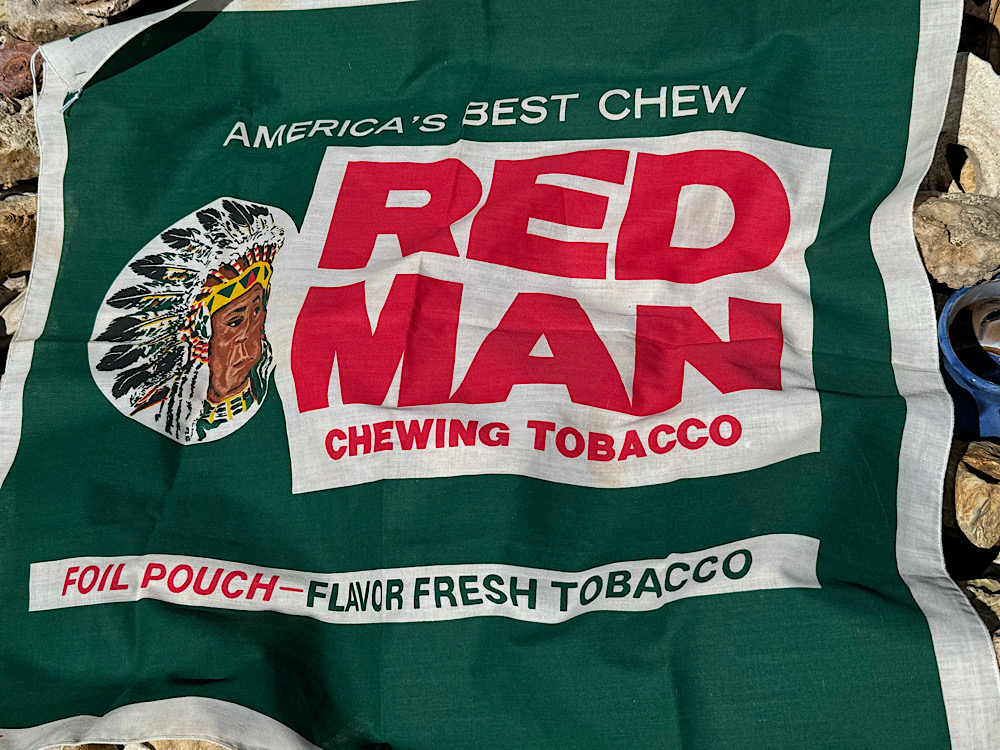 AMERICA'S BEST CHEW
RED
MAN
CHEWING TOBACCO
FOIL POUCH—FLAVOR FRESH TOBACCO